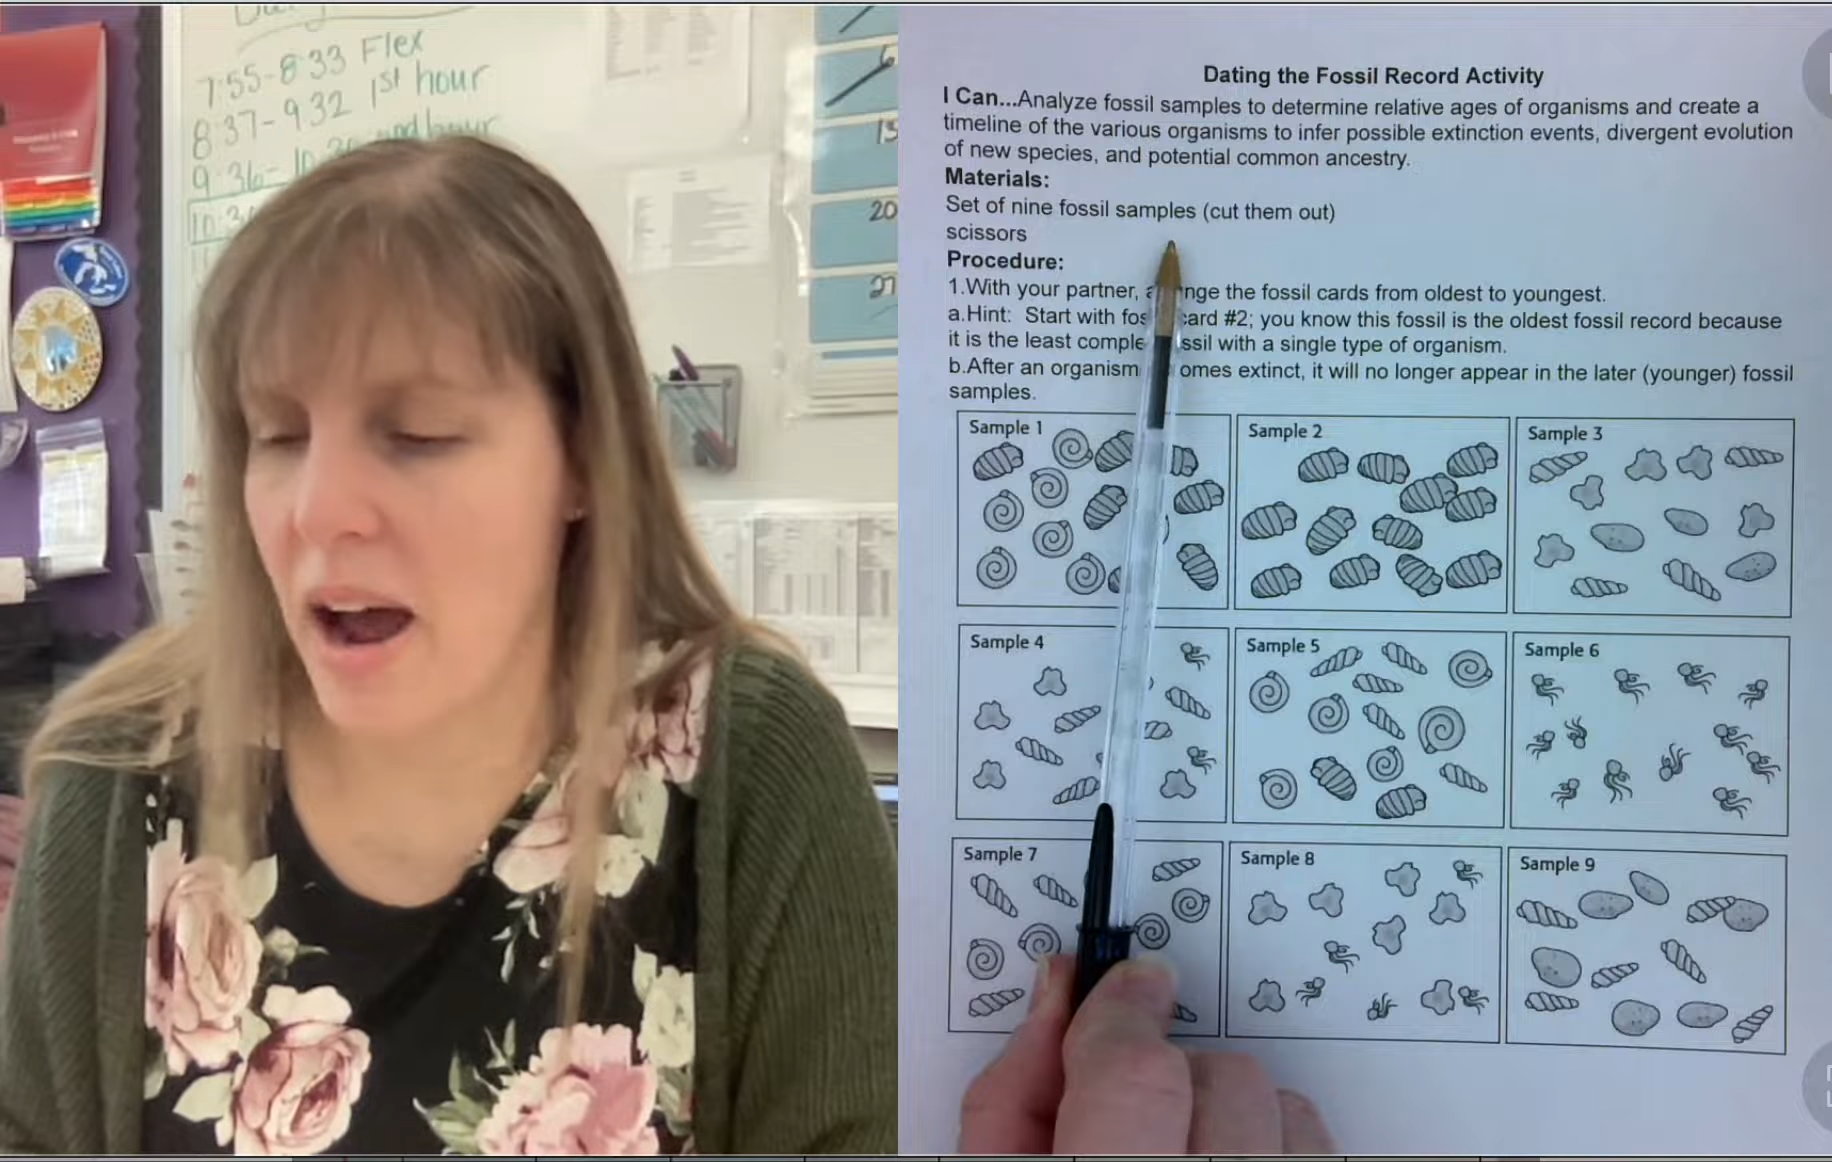 7:55-8:33 Flex
8:37-9:32 1st hour
9:36-
15
20
27
Dating the Fossil Record Activity
I Can...Analyze fossil samples to determine relative ages of organisms and create a
timeline of the various organisms to infer possible extinction events, divergent evolution
of new species, and potential common ancestry.
Materials:
Set of nine fossil samples (cut them out)
scissors
Procedure:
1.With your partner, a nge the fossil cards from oldest to youngest.
a.Hint: Start with fos card #2; you know this fossil is the oldest fossil record because
it is the least comple ssil with a single type of organism.
b.After an organism omes extinct, it will no longer appear in the later (younger) fossil
samples.
Sample 1
Sample 2
Sample 3
Sample 4
Sample 5
Sample 6
Sample 7
Sample 8
Sample 9